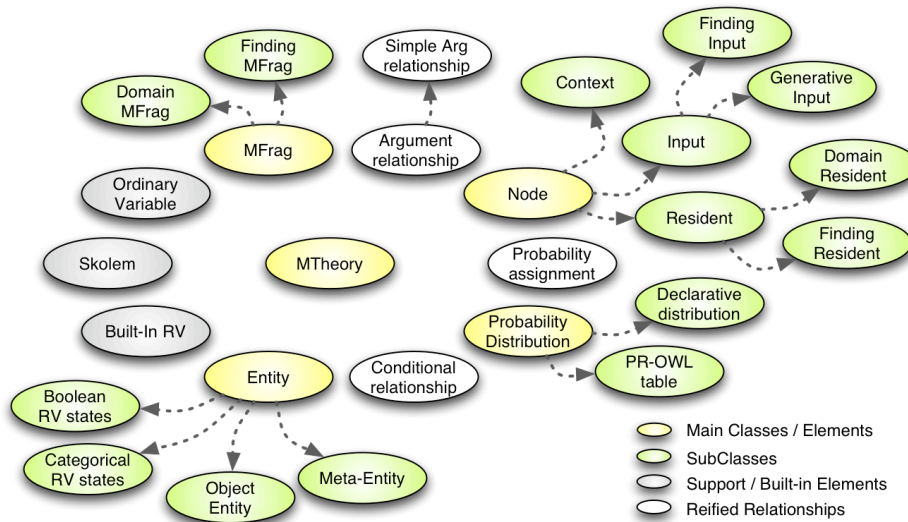 Finding
MFrag
Simple Arg
relationship
Finding
Input
Domain
MFrag
Context
Generative
Input
MFrag
Argument
relationship
Input
Ordinary
Variable
Node
Domain
Resident
Resident
Finding
Resident
Skolem
MTheory
Probability
assignment
Declarative
distribution
Built-In RV
Probability
Distribution
PR-OWL
table
Entity
Conditional
relationship
Boolean
RV states
Categorical
RV states
Object
Entity
Meta-Entity
Main Classes / Elements
SubClasses
Support / Built-in Elements
Reified Relationships